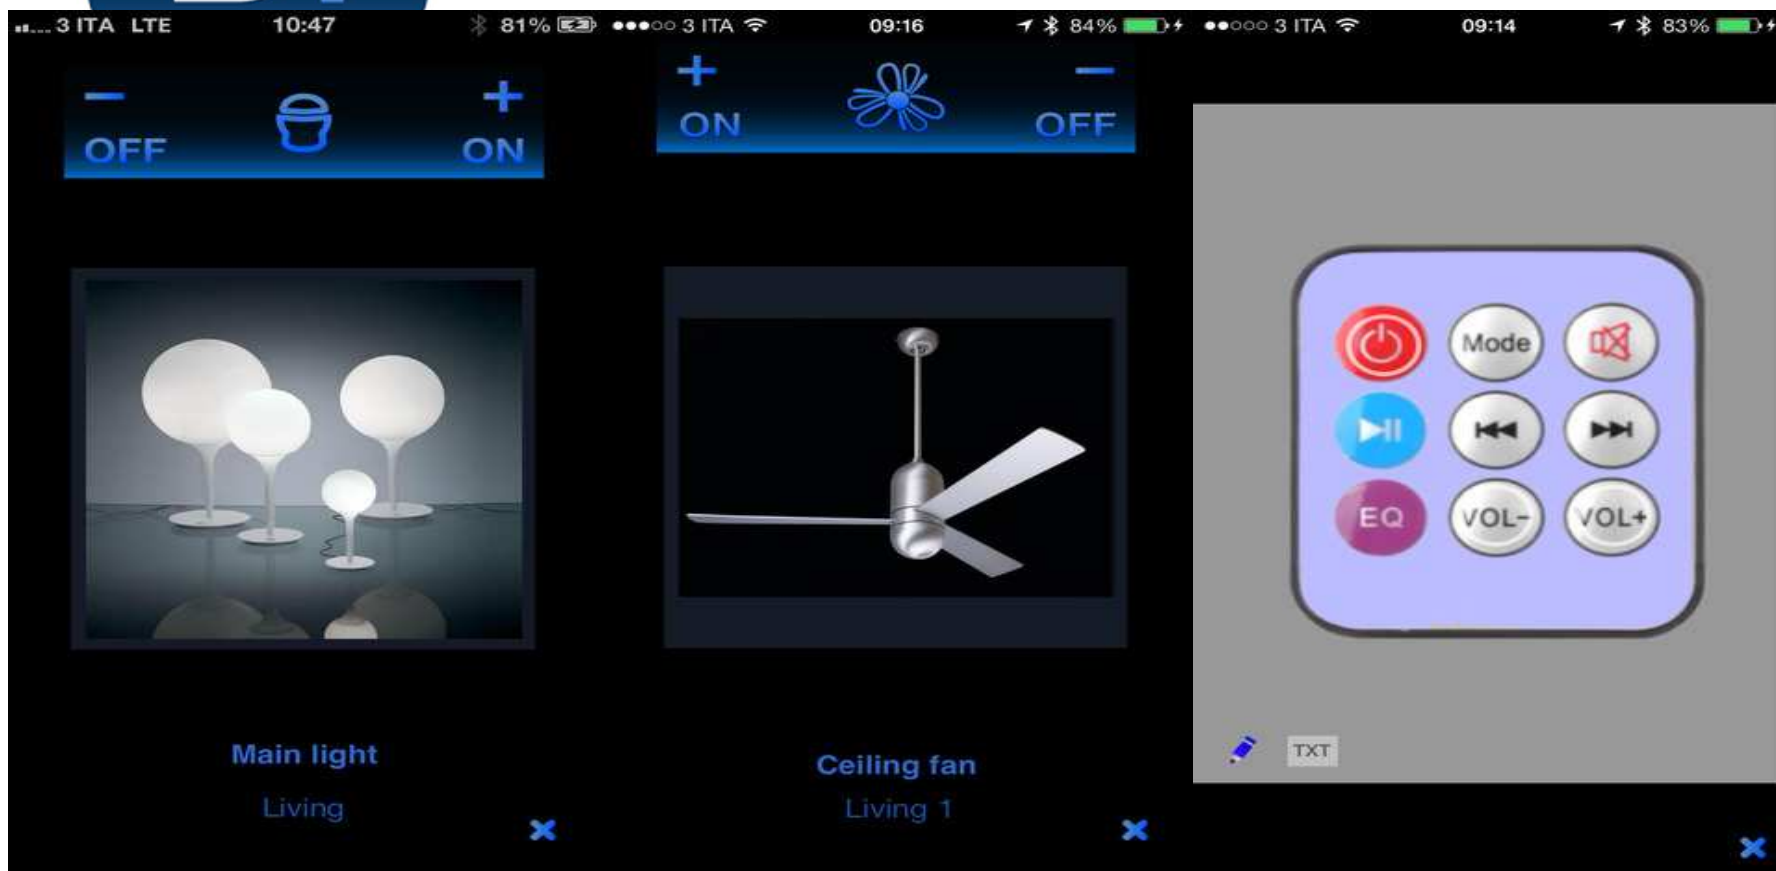 3 ITA LTE 10:47 81%
- +
OFF ON
Main light
Living
3 ITA 09:16 84%
+ -
ON OFF
Ceiling fan
Living 1
3 ITA 09:14 83%
Mode
EQ VOL- VOL+
TXT